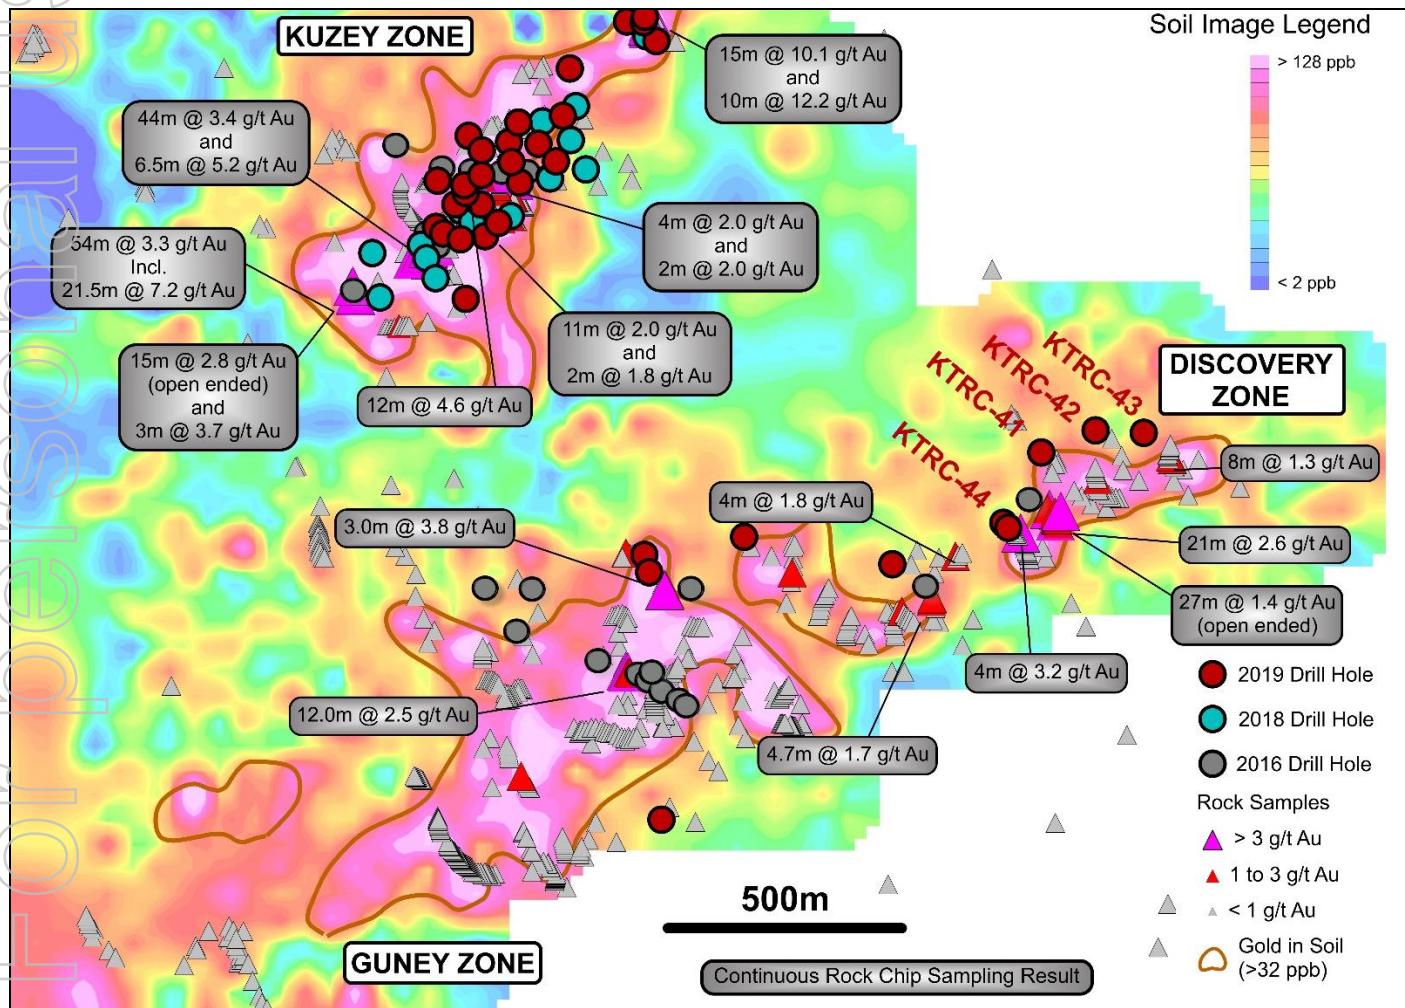 For personal us
KUZEY ZONE
15m @ 10.1 g/t Au
and
10m @ 12.2 g/t Au
Soil Image Legend
> 128 ppb
< 2 ppb
44m @ 3.4 g/t Au
and
6.5m @ 5.2 g/t Au
4m @ 2.0 g/t Au
and
2m @ 2.0 g/t Au
54m @ 3.3 g/t Au
Incl.
21.5m @ 7.2 g/t Au
11m @ 2.0 g/t Au
and
2m @ 1.8 g/t Au
15m @ 2.8 g/t Au
(open ended)
and
3m @ 3.7 g/t Au
12m @ 4.6 g/t Au
KTRC-44
KTRC-41
KTRC-42
KTRC-43
DISCOVERY
ZONE
8m @ 1.3 g/t Au
4m @ 1.8 g/t Au
3.0m @ 3.8 g/t Au
21m @ 2.6 g/t Au
27m @ 1.4 g/t Au
(open ended)
4m @ 3.2 g/t Au
12.0m @ 2.5 g/t Au
4.7m @ 1.7 g/t Au
2019 Drill Hole
2018 Drill Hole
2016 Drill Hole
Rock Samples
> 3 g/t Au
1 to 3 g/t Au
< 1 g/t Au
Gold in Soil
(>32 ppb)
500m
GUNEY ZONE
Continuous Rock Chip Sampling Result